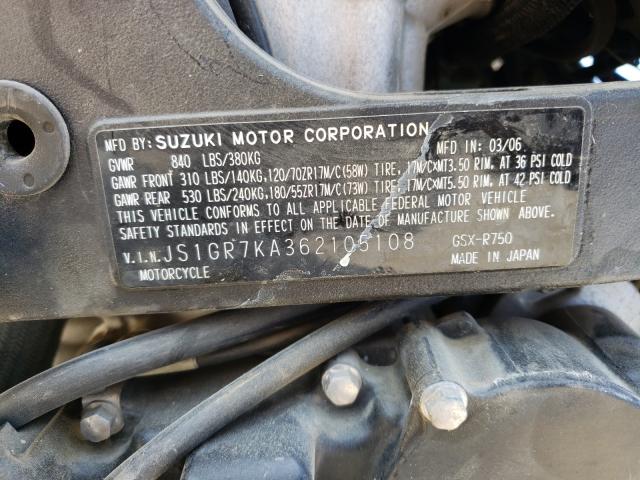 MFD BY: SUZUKI MOTOR CORPORATION MFD IN: 03/06
GVWR 840 LBS/380KG
GAWR FRONT 310 LBS/140KG,120/70ZR17M/C(58W) TIRE, 17M/CXMT3.50 RIM, AT 36 PSI COLD
GAWR REAR 530 LBS/240KG,180/55ZR17M/C(73W) TIRE, 17M/CXMT5.50 RIM, AT 42 PSI COLD
THIS VEHICLE CONFORMS TO ALL APPLICABLE FEDERAL MOTOR VEHICLE
SAFETY STANDARDS IN EFFECT ON THE DATE OF MANUFACTURE SHOWN ABOVE.
V.I.N. JS1GR7KA362105108 GSX-R750
MOTORCYCLE MADE IN JAPAN